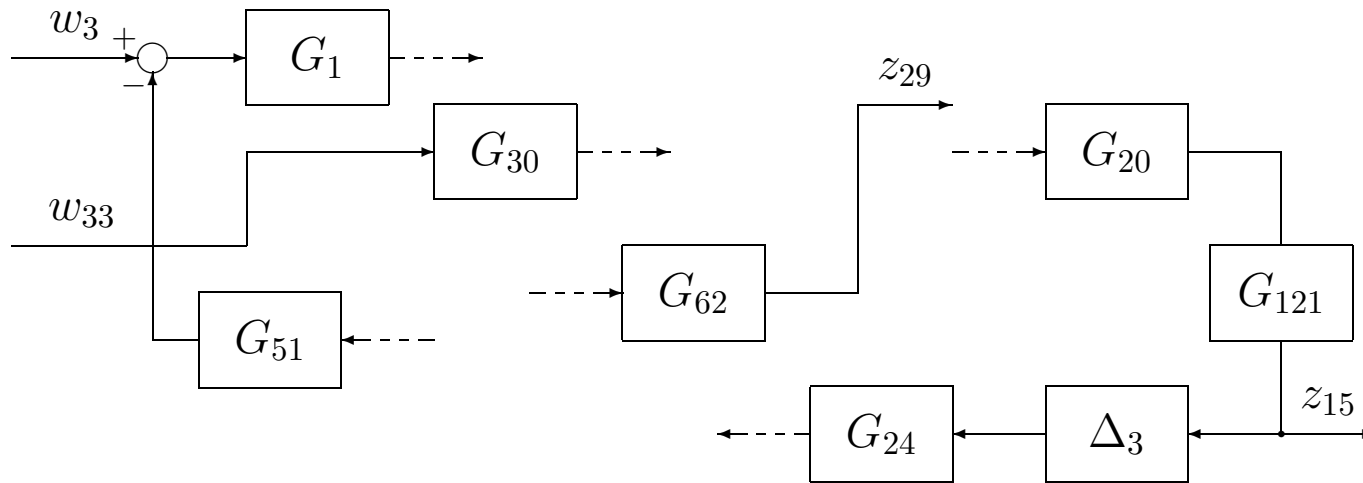 w₃ + G₁
−
z₂₉
G₃₀ G₂₀
w₃₃
G₆₂ G₁₂₁
G₅₁
z₁₅
G₂₄ Δ₃